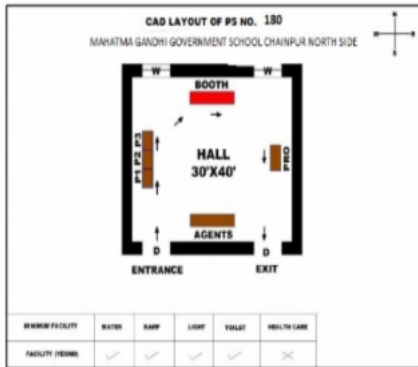 CAD LAYOUT OF PS NO. 180
MAHATMA GANDHI GOVERNMENT SCHOOL CHAINPUR NORTH SIDE
N
W
E
S
W
W
BOOTH
P1 P2 P3
HALL
30'X40'
PRO
AGENTS
D
D
ENTRANCE
EXIT
MINIMUM FACILITY WATER RAMP LIGHT TOILET HEALTH CARE
FACILITY (YES/NO)